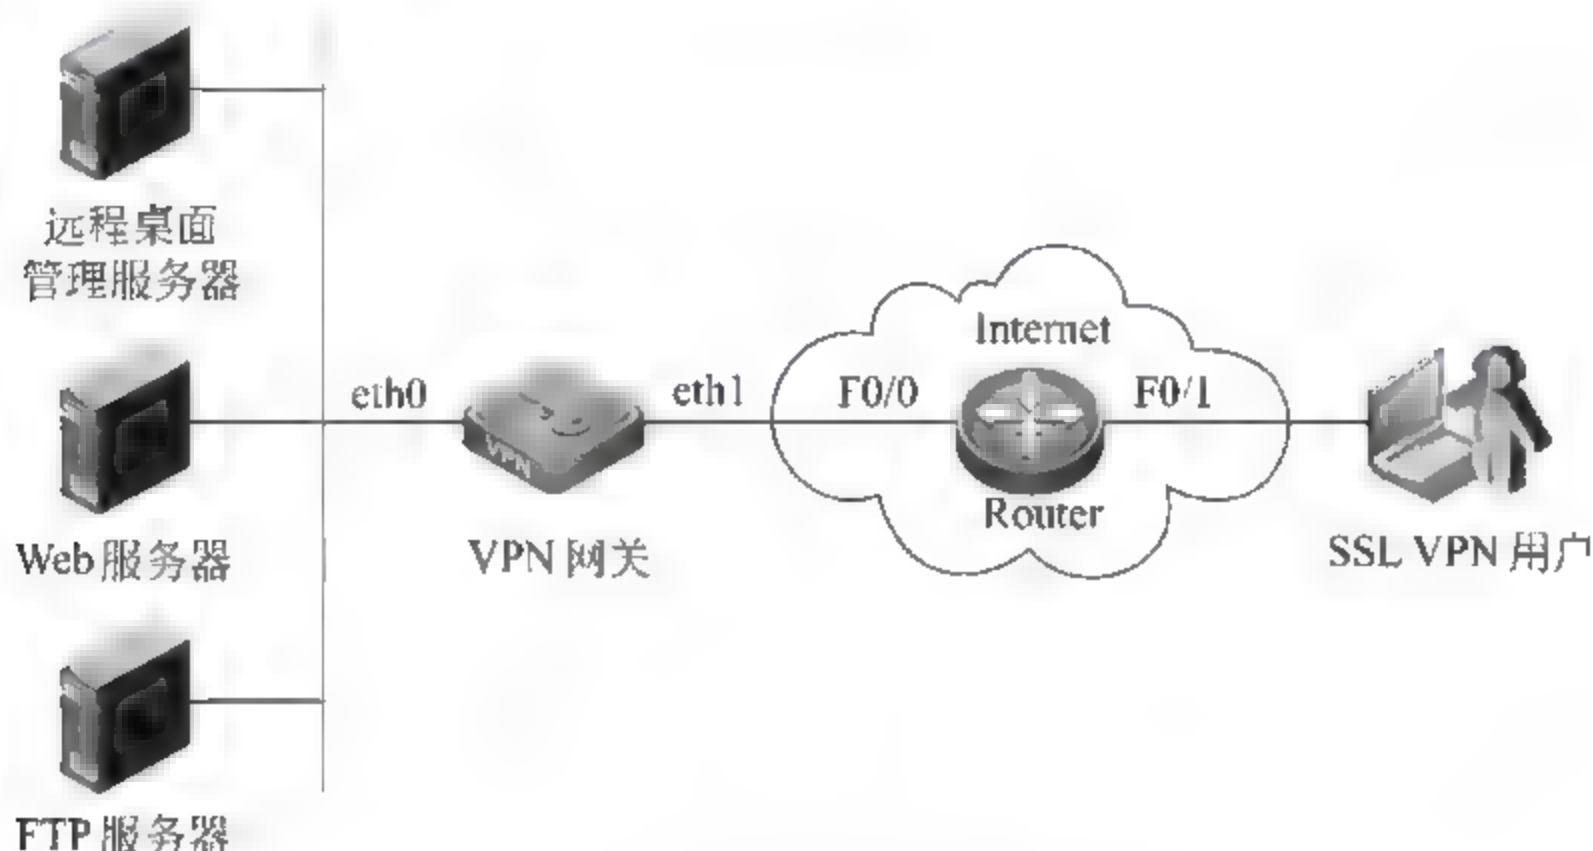 远程桌面
管理服务器
Internet
eth0
eth1
F0/0
F0/1
VPN
Router
Web服务器
VPN 网关
SSL VPN 用户
FTP 服务器